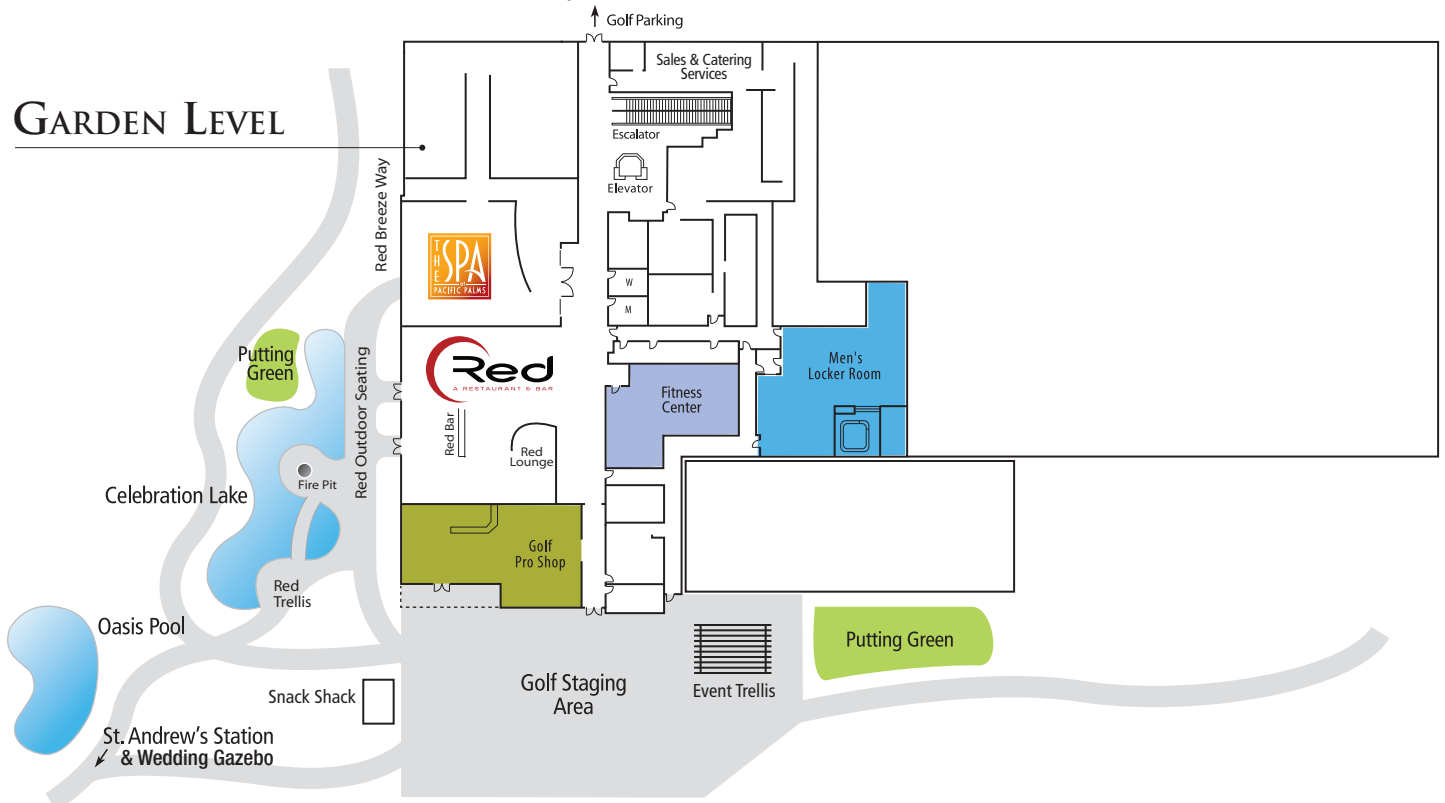 Golf Parking
Sales & Catering
Services
GARDEN LEVEL
Escalator
Elevator
Red Breeze Way
THE
SPA
at
PACIFIC PALMS
W
M
Putting
Green
Red Outdoor Seating
Red
A RESTAURANT & BAR
Men's
Locker Room
Fitness
Center
Red Bar
Red
Lounge
Fire Pit
Celebration Lake
Golf
Pro Shop
Red
Trellis
Oasis Pool
Putting Green
Golf Staging
Area
Event Trellis
Snack Shack
St. Andrew's Station
& Wedding Gazebo